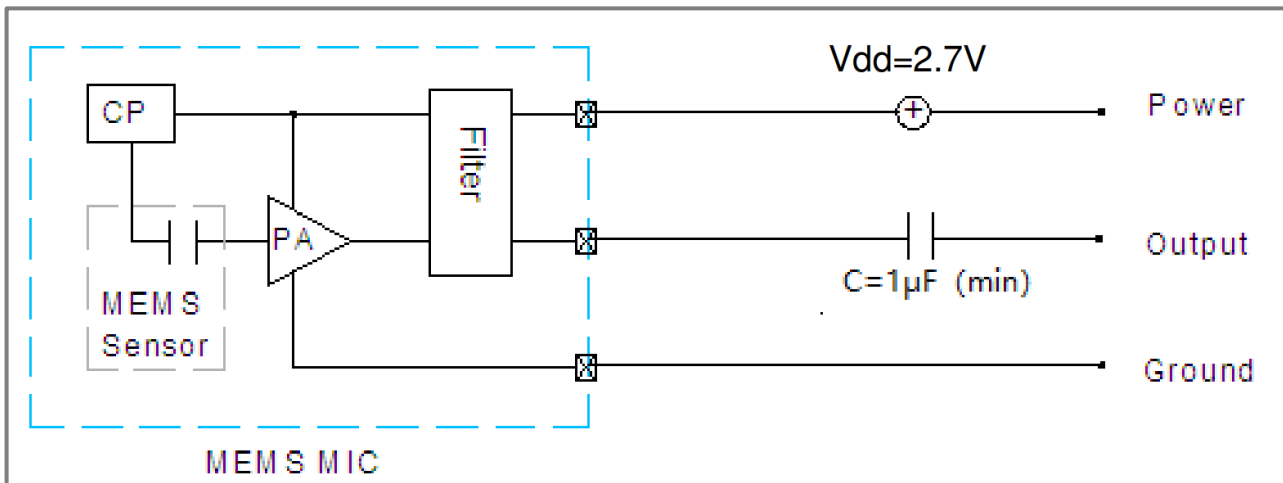 Vdd=2.7V
CP
Power
Filter
+
PA
Output
C=1µF (min)
MEMS
Sensor
Ground
MEMS MIC